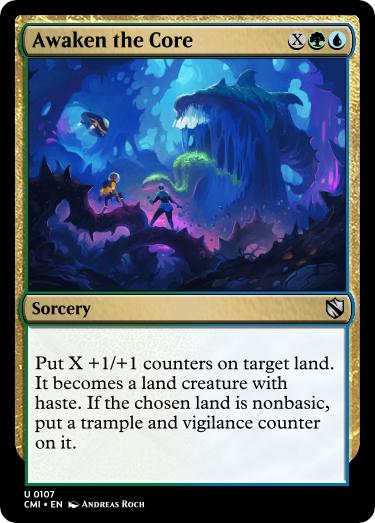 Awaken the Core X
Sorcery
Put X +1/+1 counters on target land.
It becomes a land creature with
haste. If the chosen land is nonbasic,
put a trample and vigilance counter
on it.
U 0107
CMI • EN Andreas Roch